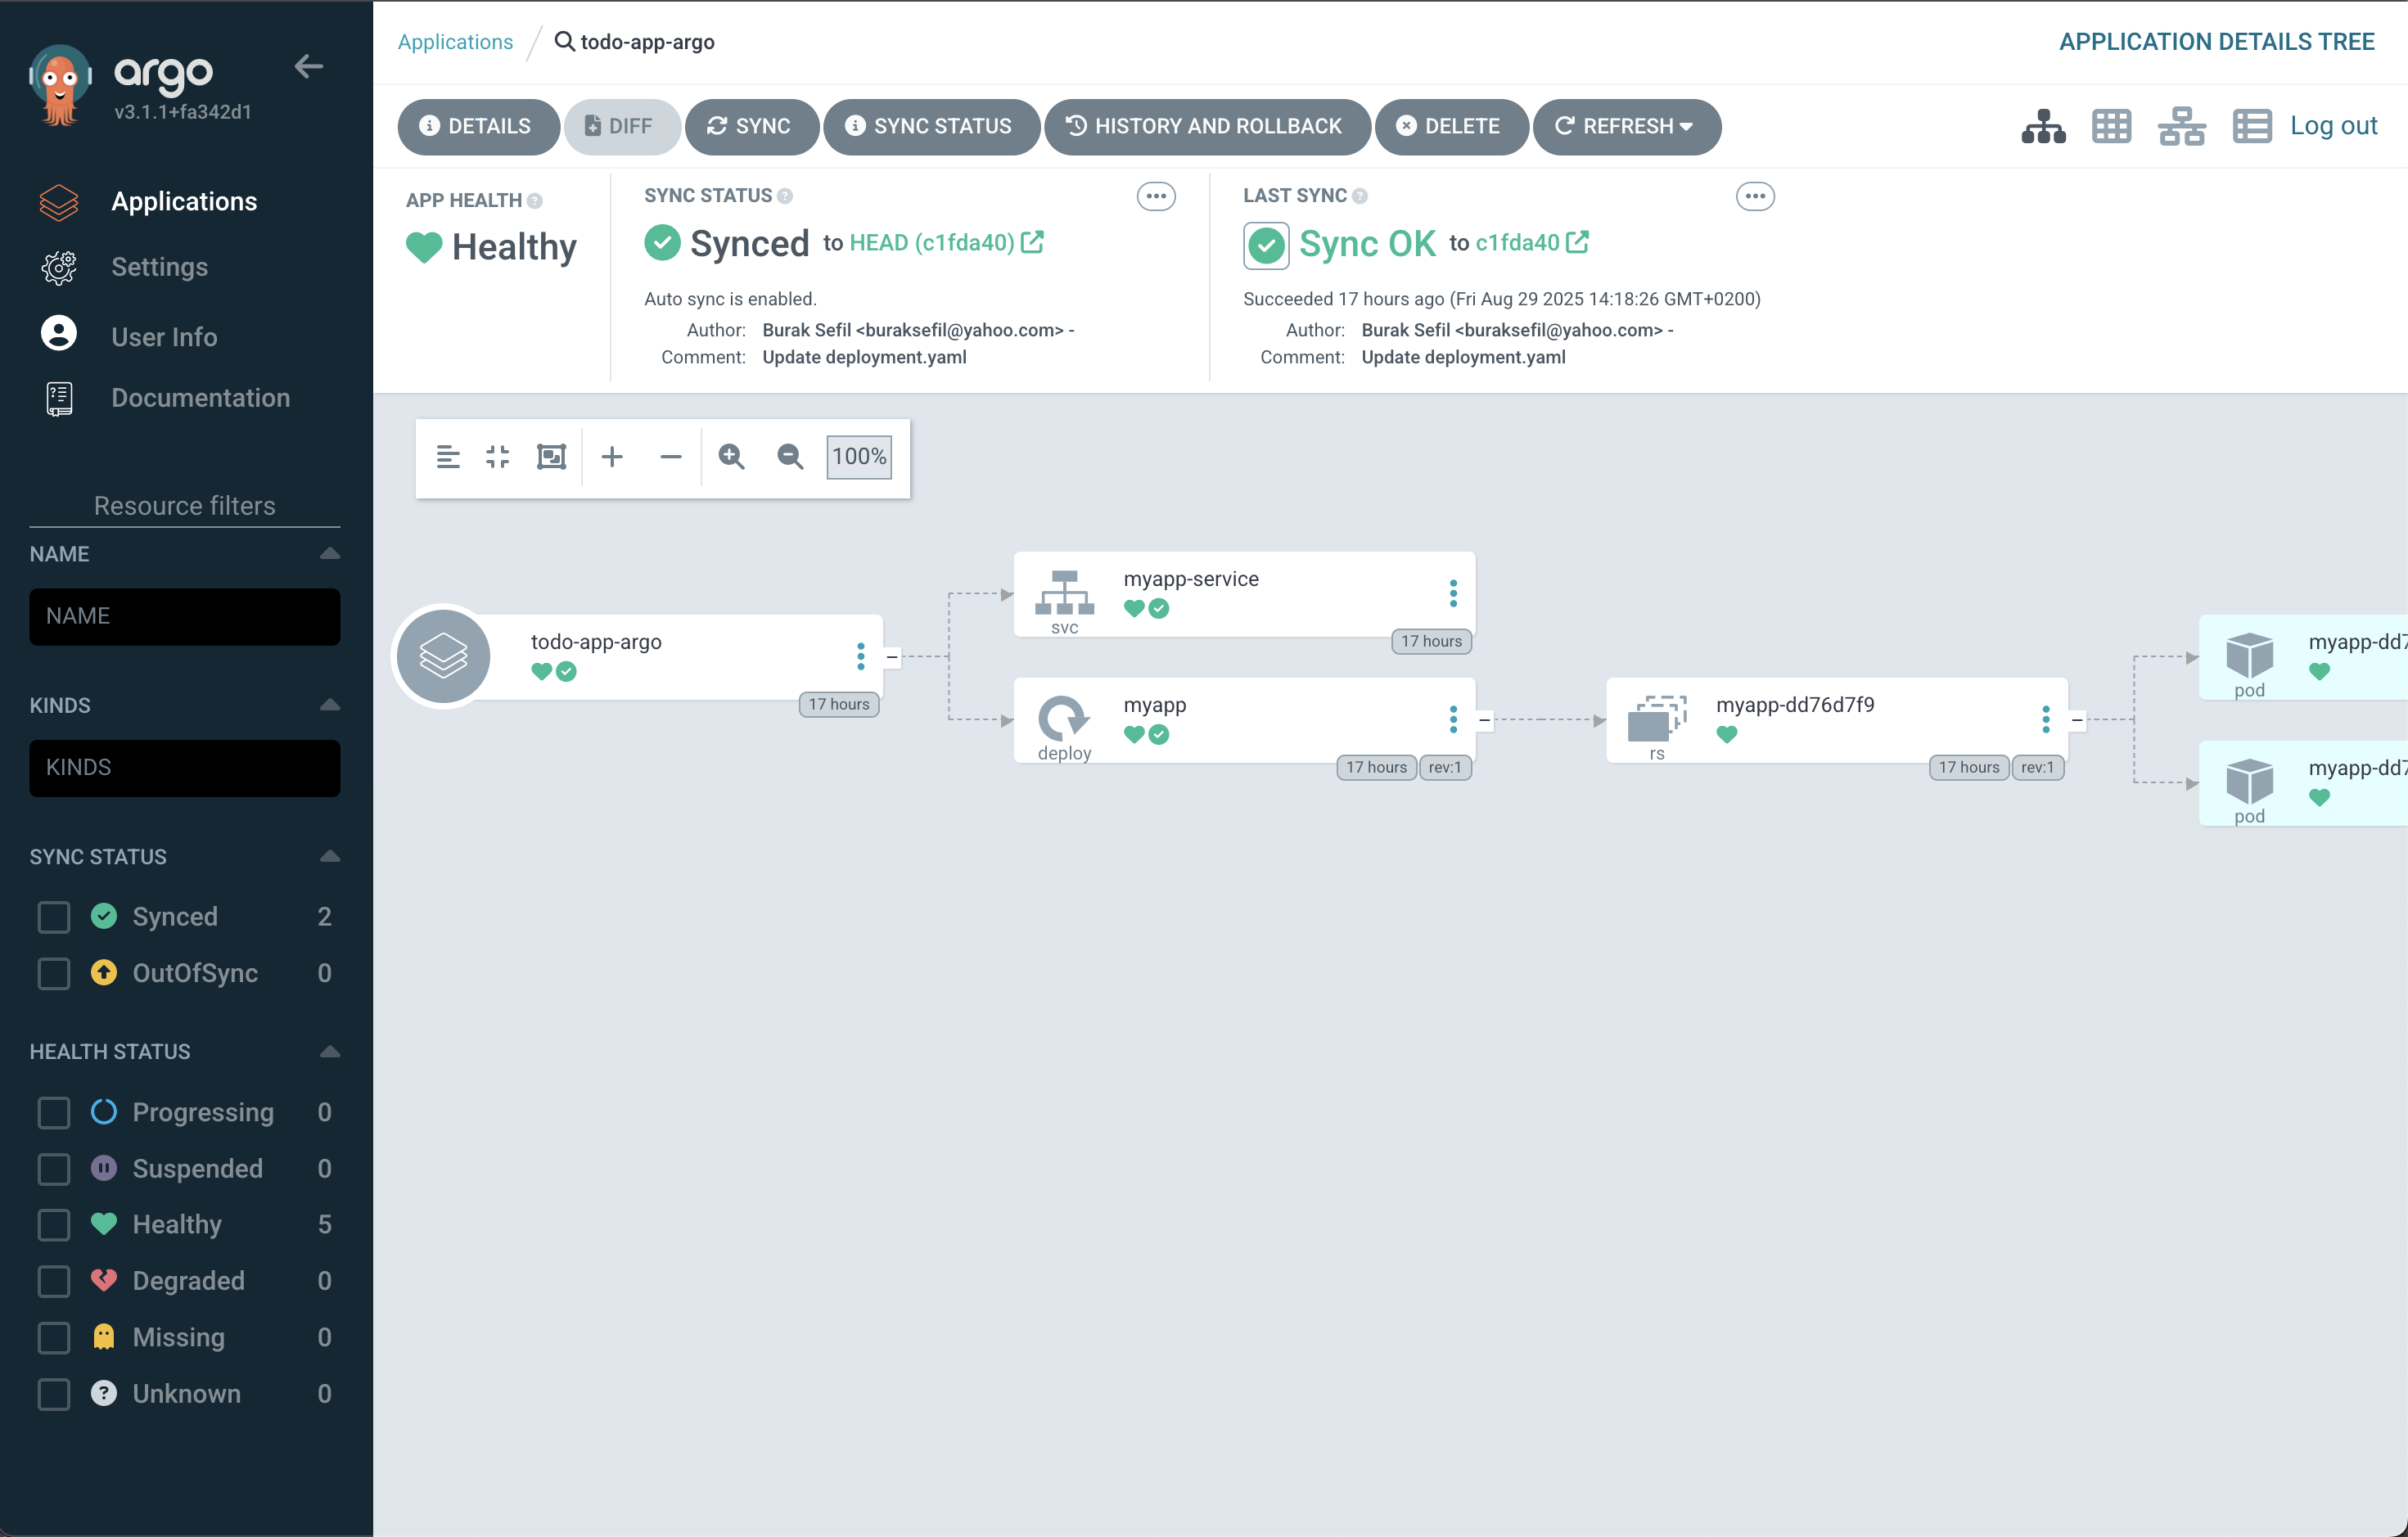 argo
v3.1.1+fa342d1
Applications
Settings
User Info
Documentation
Resource filters
NAME
NAME
KINDS
KINDS
SYNC STATUS
Synced 2
OutOfSync 0
HEALTH STATUS
Progressing 0
Suspended 0
Healthy 5
Degraded 0
Missing 0
Unknown 0
Applications / todo-app-argo
APPLICATION DETAILS TREE
DETAILS DIFF SYNC SYNC STATUS HISTORY AND ROLLBACK DELETE REFRESH
Log out
APP HEALTH
Healthy
SYNC STATUS
Synced to HEAD (c1fda40)
Auto sync is enabled.
Author: Burak Sefil <buraksefil@yahoo.com> -
Comment: Update deployment.yaml
LAST SYNC
Sync OK to c1fda40
Succeeded 17 hours ago (Fri Aug 29 2025 14:18:26 GMT+0200)
Author: Burak Sefil <buraksefil@yahoo.com> -
Comment: Update deployment.yaml
100%
todo-app-argo
17 hours
myapp-service
svc
17 hours
myapp
deploy
17 hours rev:1
myapp-dd76d7f9
rs
17 hours rev:1
myapp-dd7
pod
myapp-dd7
pod